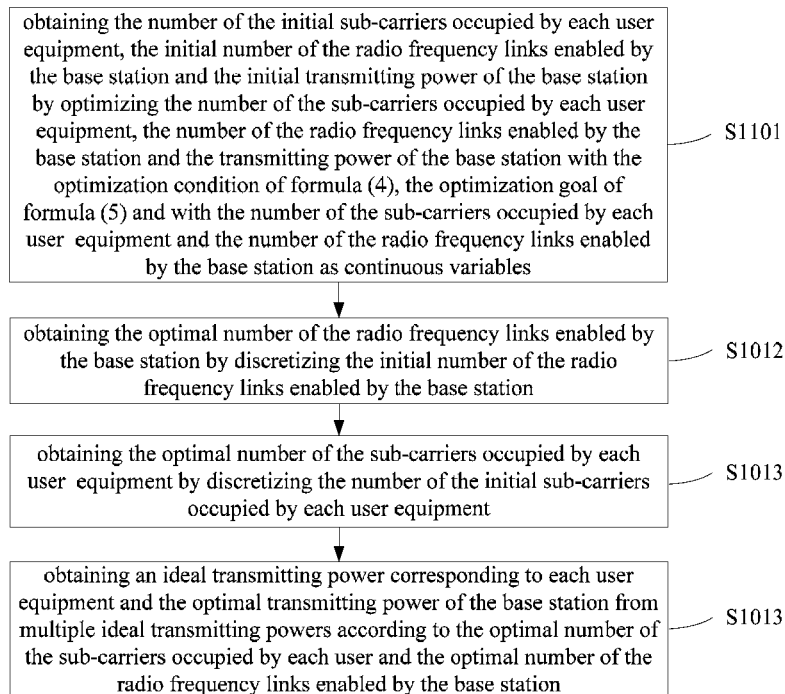 obtaining the number of the initial sub-carriers occupied by each user
equipment, the initial number of the radio frequency links enabled by
the base station and the initial transmitting power of the base station
by optimizing the number of the sub-carriers occupied by each user
equipment, the number of the radio frequency links enabled by the
base station and the transmitting power of the base station with the
optimization condition of formula (4), the optimization goal of
formula (5) and with the number of the sub-carriers occupied by each
user equipment and the number of the radio frequency links enabled
by the base station as continuous variables
S1101
obtaining the optimal number of the radio frequency links enabled by
the base station by discretizing the initial number of the radio
frequency links enabled by the base station
S1012
obtaining the optimal number of the sub-carriers occupied by each
user equipment by discretizing the number of the initial sub-carriers
occupied by each user equipment
S1013
obtaining an ideal transmitting power corresponding to each user
equipment and the optimal transmitting power of the base station from
multiple ideal transmitting powers according to the optimal number of
the sub-carriers occupied by each user and the optimal number of the
radio frequency links enabled by the base station
S1013